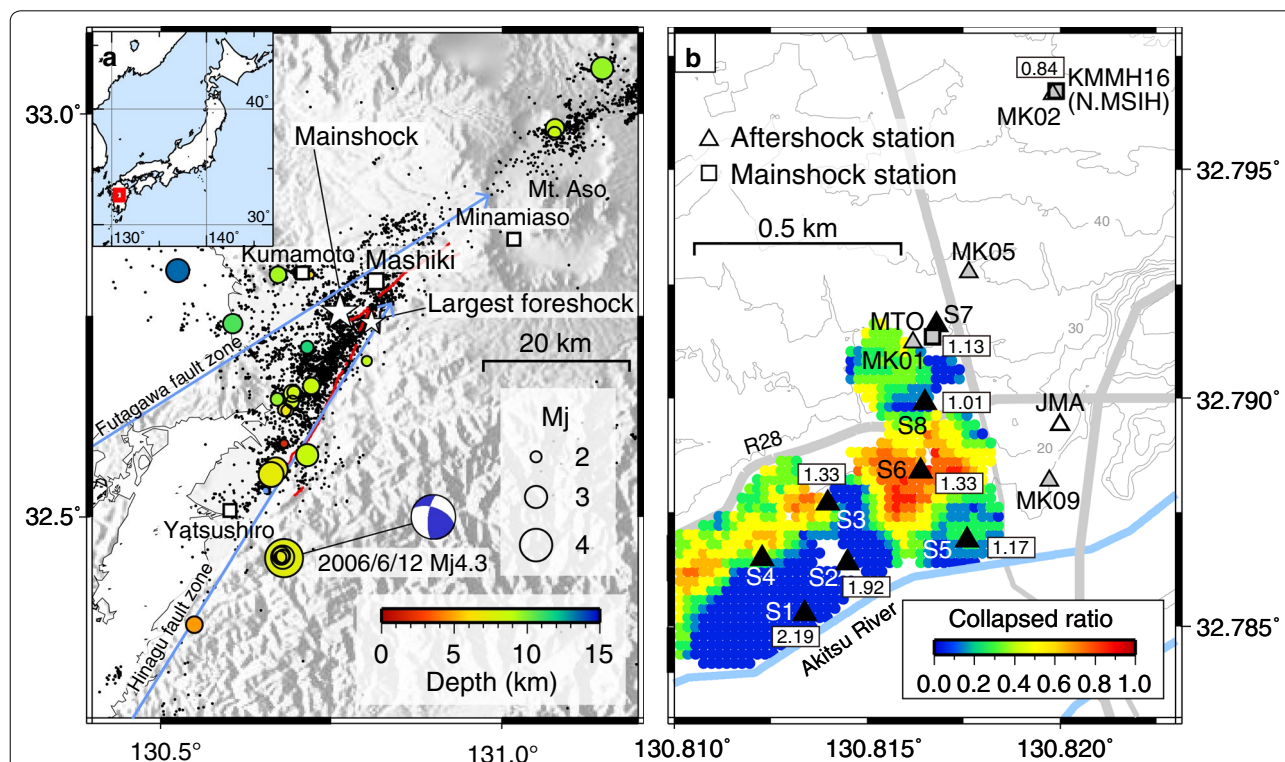 a
40°
30°
130°
140°
33.0°
32.5°
130.5°
131.0°
Mainshock
Mt. Aso
Minamiaso
Kumamoto
Mashiki
Largest foreshock
20 km
Futagawa fault zone
Mj
2
3
4
Yatsushiro
2006/6/12 Mj4.3
Hinagu fault zone
0 5 10 15
Depth (km)
b
0.84
KMMH16
(N.MSIH)
MK02
Aftershock station
Mainshock station
32.795°
0.5 km
40
MK05
30
MTO
S7
MK01
1.13
32.790°
1.01
S8
JMA
R28
20
S6
1.33
1.33
MK09
S3
S5
1.17
S4
S2
1.92
S1
2.19
Akitsu River
32.785°
Collapsed ratio
0.0 0.2 0.4 0.6 0.8 1.0
130.810°
130.815°
130.820°